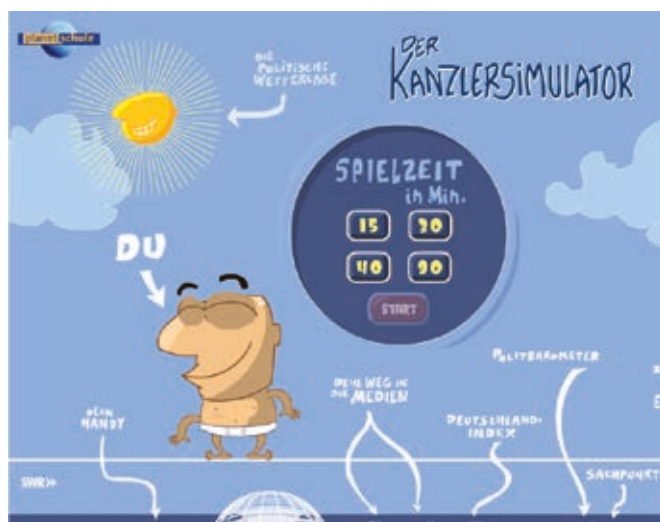 planet schule
DIE
POLITISCHE
WETTERLAGE
DER
KANZLERSIMULATOR
SPIELZEIT
in Min.
15
30
40
90
START
DU
DEIN
HANDY
DEIN WEG IN
DIE MEDIEN
DEUTSCHLAND-
INDEX
POLITBAROMETER
SACHPUNKT
SWR»